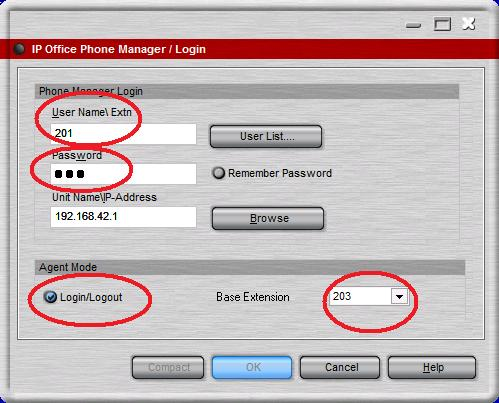 IP Office Phone Manager / Login
Phone Manager Login
User Name\ Extn
201
User List....
Password
Remember Password
Unit Name\IP-Address
192.168.42.1
Browse
Agent Mode
Login/Logout
Base Extension
203
Compact
OK
Cancel
Help